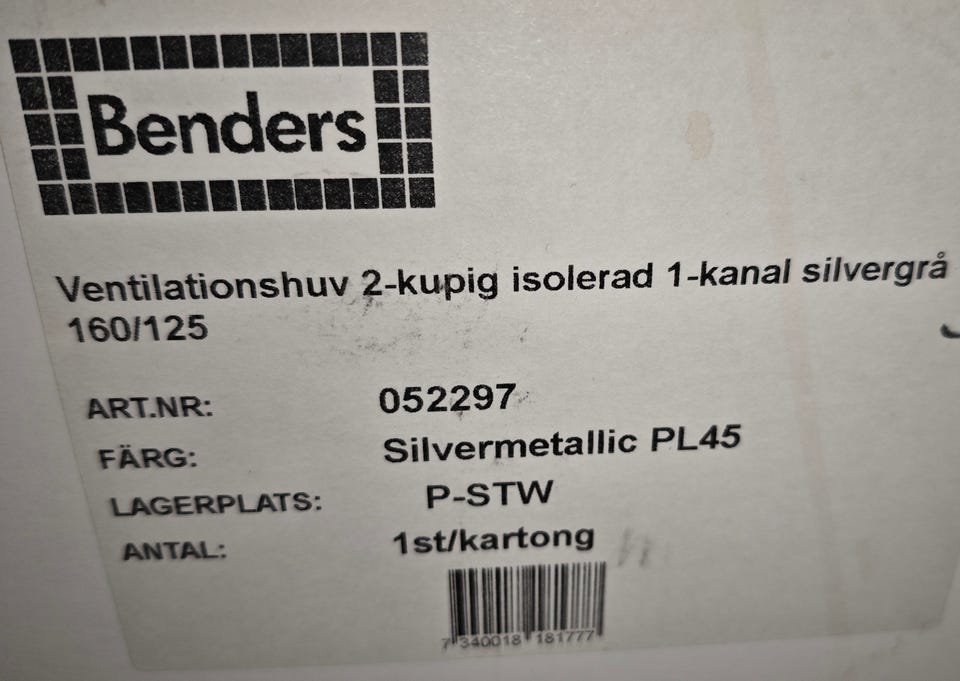 Benders
Ventilationshuv 2-kupig isolerad 1-kanal silvergrå
160/125
ART.NR: 052297
FÄRG: Silvermetallic PL45
LAGERPLATS: P-STW
ANTAL: 1st/kartong
7 340018 181777